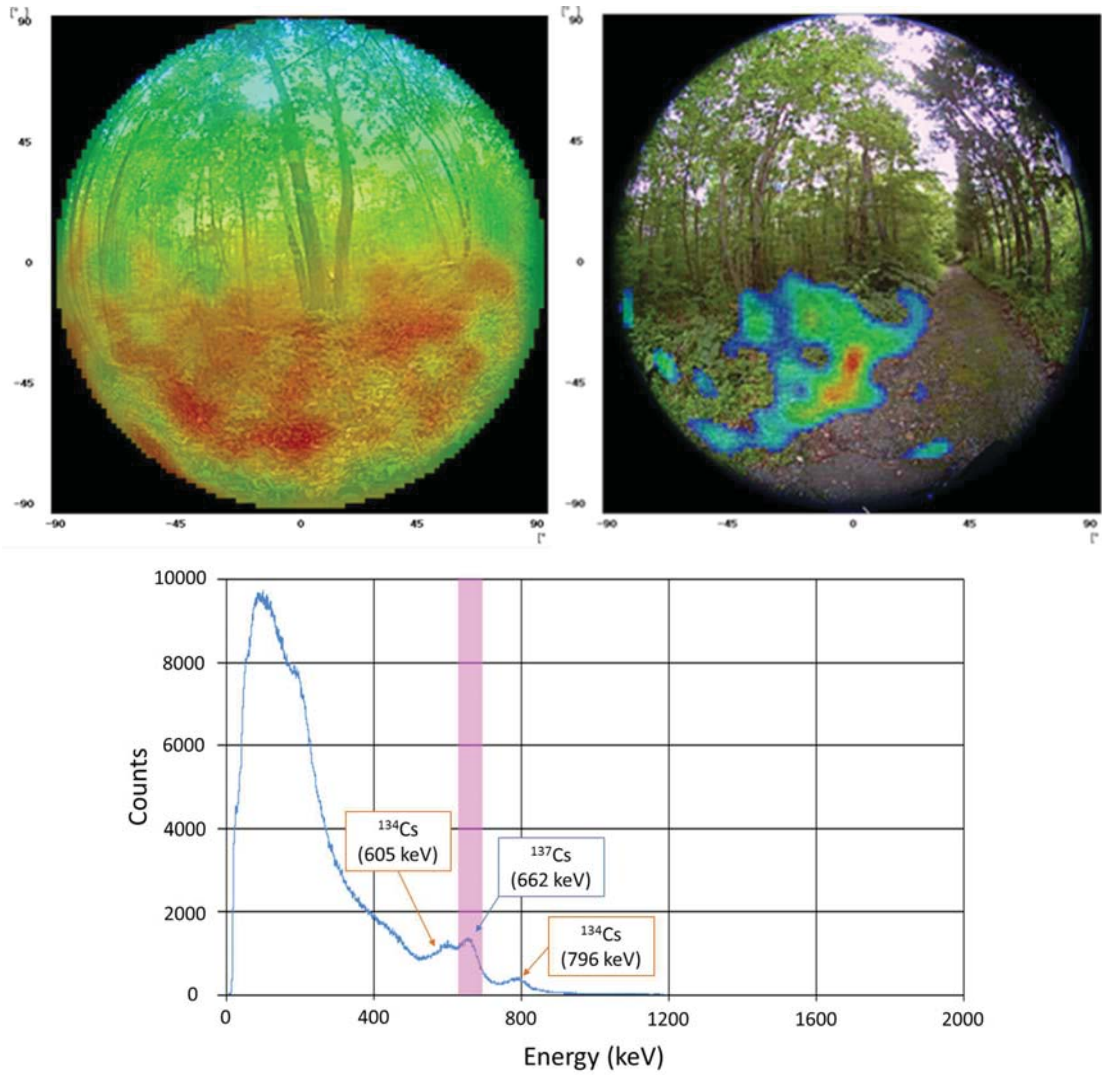 [°]
90
45
0
-45
-90
-90 -45 0 45 90
[°
[°]
90
45
0
-45
-90
-90 -45 0 45 90
[°
10000
8000
6000
4000
2000
0
Counts
134Cs
(605 keV)
137Cs
(662 keV)
134Cs
(796 keV)
0 400 800 1200 1600 2000
Energy (keV)